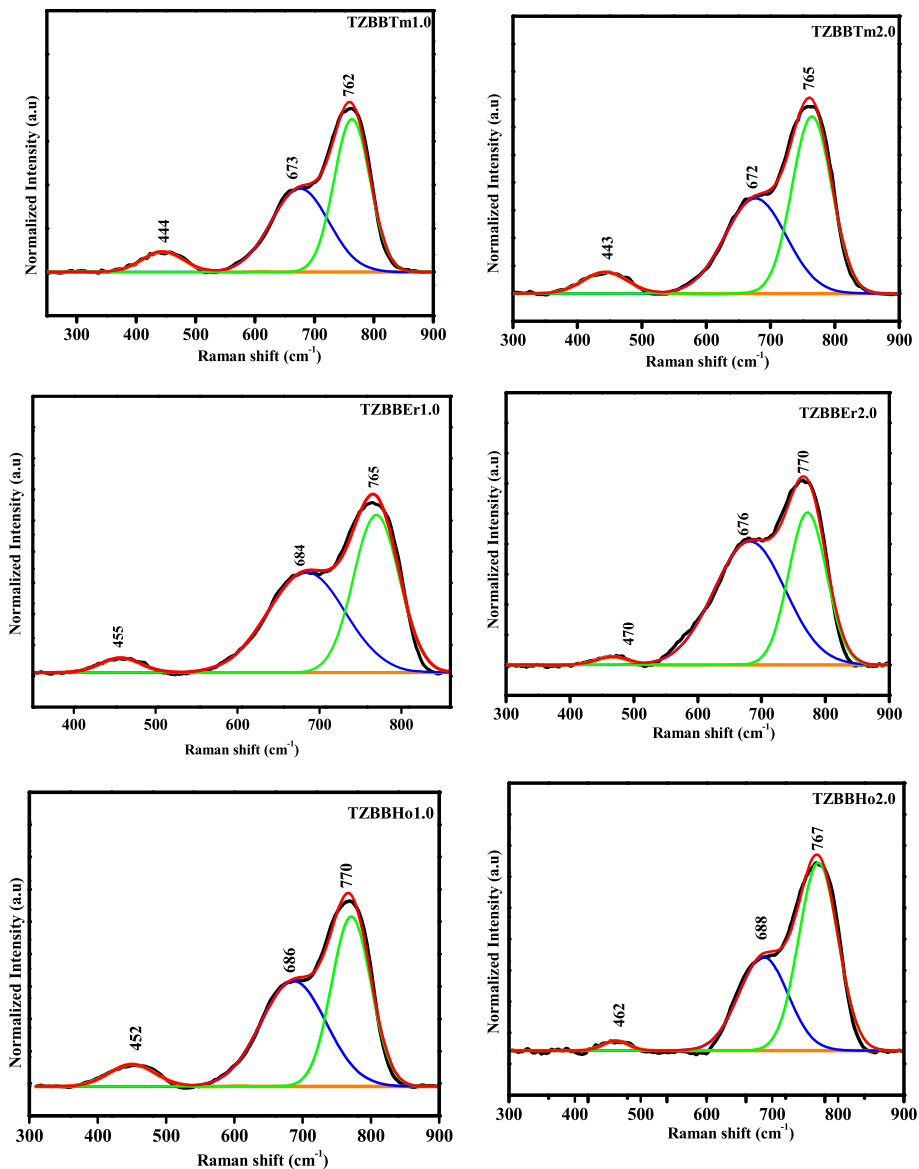 TZBBTm1.0
762
673
444
Normalized Intensity (a.u)
300 400 500 600 700 800 900
Raman shift (cm⁻¹)
TZBBTm2.0
765
672
443
Normalized Intensity (a.u)
300 400 500 600 700 800 900
Raman shift (cm⁻¹)
TZBBEr1.0
765
684
455
Normalized Intensity (a.u)
400 500 600 700 800
Raman shift (cm⁻¹)
TZBBEr2.0
770
676
470
Normalized Intensity (a.u)
300 400 500 600 700 800 900
Raman shift (cm⁻¹)
TZBBHo1.0
770
686
452
Normalized Intensity (a.u)
300 400 500 600 700 800 900
Raman shift (cm⁻¹)
TZBBHo2.0
767
688
462
Normalized Intensity (a.u)
300 400 500 600 700 800 900
Raman shift (cm⁻¹)